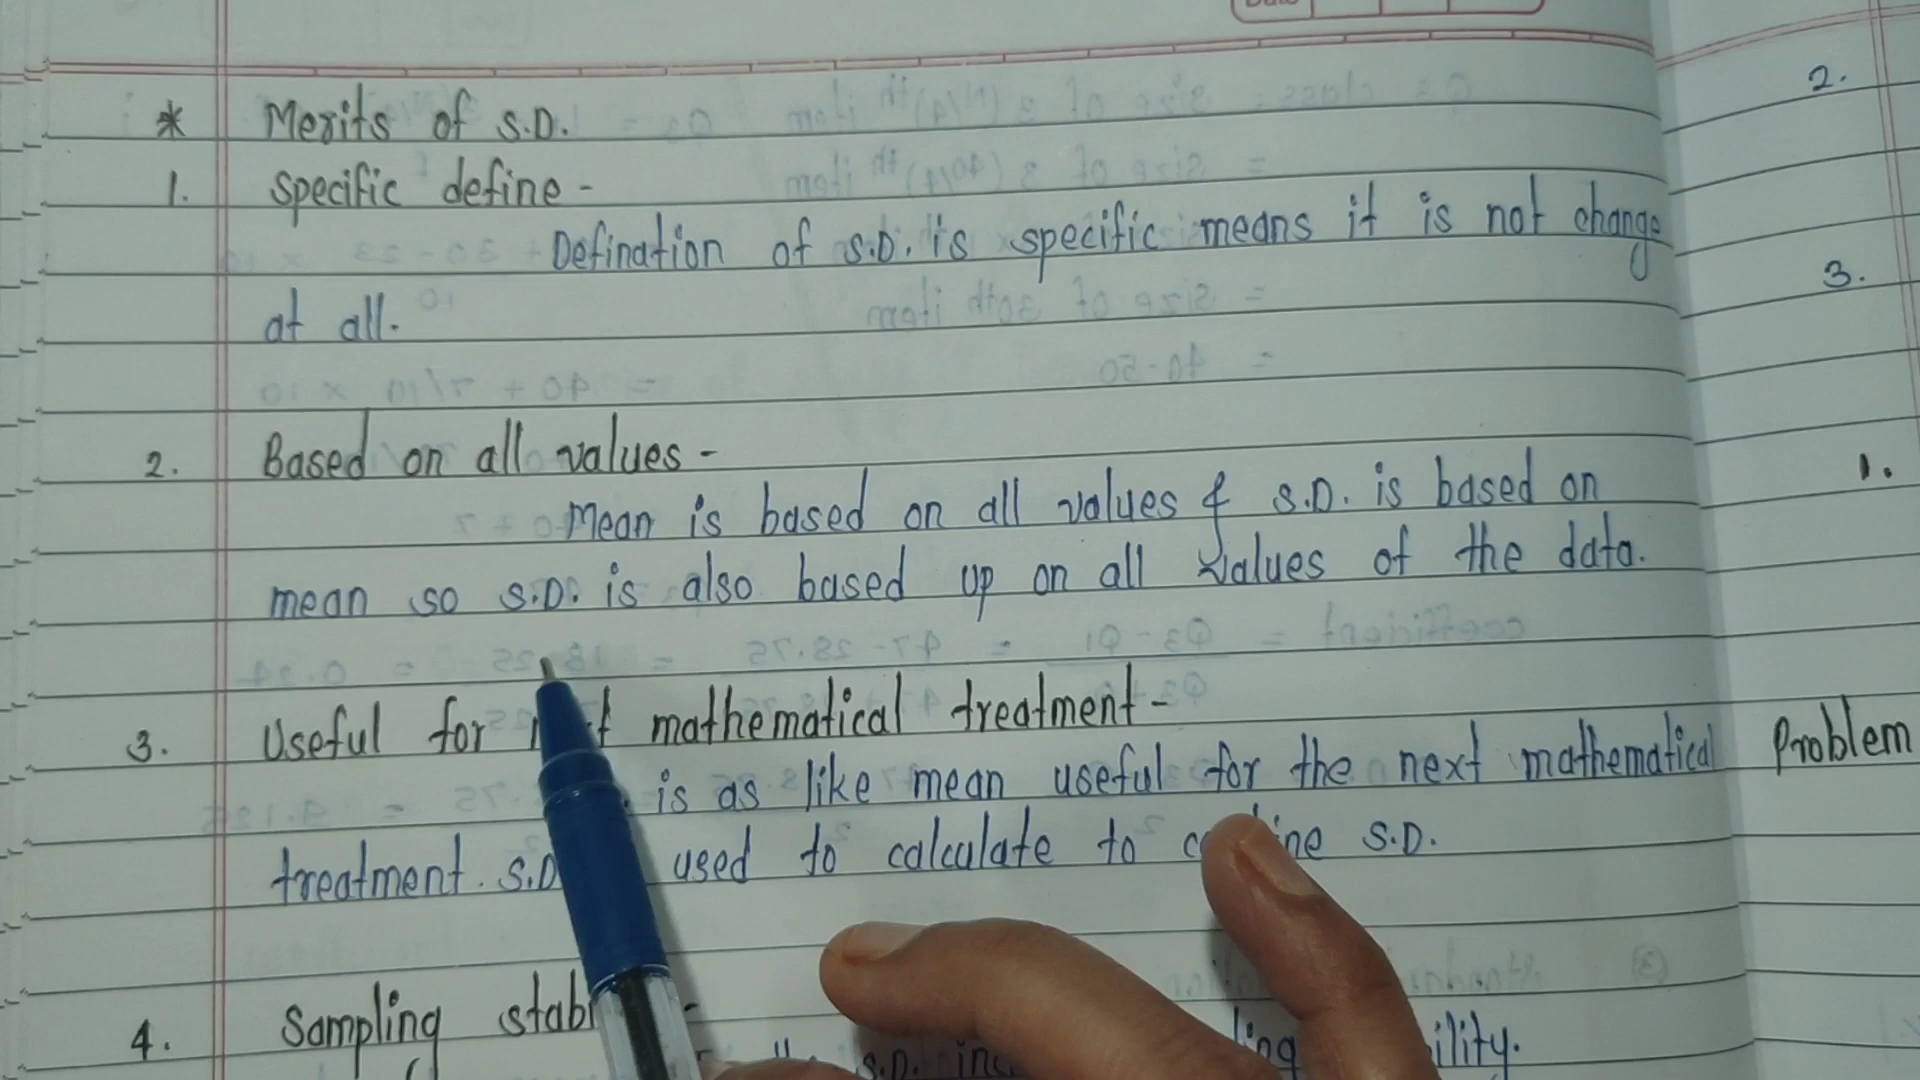 * Merits of S.D.
1. Specific define -
Defination of S.D. is specific means it is not change
at all.
2. Based on all values -
Mean is based on all values & S.D. is based on
mean so S.D. is also based up on all values of the data.
3. Useful for mathematical treatment -
is as like mean useful for the next mathematical
treatment. S.D. used to calculate to S.D.
4. Sampling
S.D.
2.
3.
1.
Problem